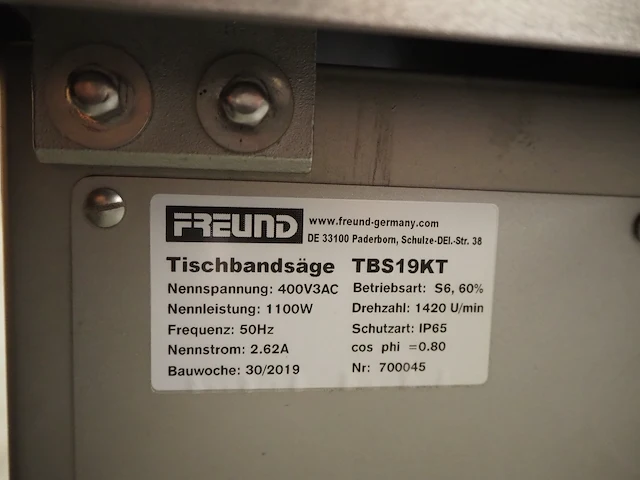 FREUND www.freund-germany.com
DE 33100 Paderborn, Schulze-DEl.-Str. 38
Tischbandsäge TBS19KT
Nennspannung: 400V3AC Betriebsart: S6, 60%
Nennleistung: 1100W Drehzahl: 1420 U/min
Frequenz: 50Hz Schutzart: IP65
Nennstrom: 2.62A cos phi =0.80
Bauwoche: 30/2019 Nr: 700045